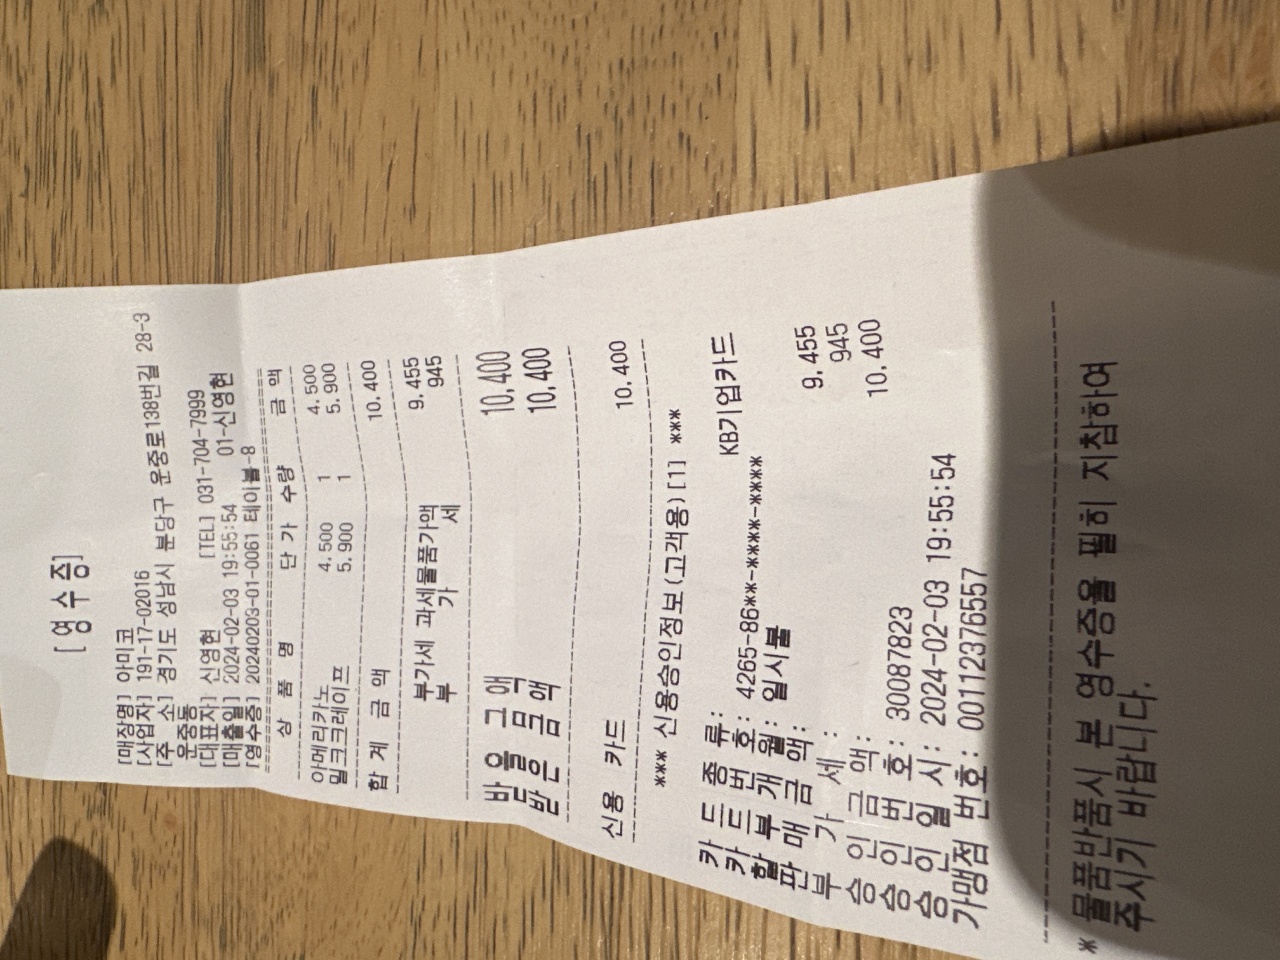 [영수증]
[매장명] 아미코
[사업자] 191-17-02016
[주 소] 경기도 성남시 분당구 운중로138번길 28-3
운중동
[대표자] 신영현 [TEL] 031-704-7999
[매출일] 2024-02-03 19:55:54 01-신영현
[영수증] 20240203-01-0061 테이블-8
상 품 명 단 가 수량 금 액
아메리카노 4,500 1 4,500
밀크크레이프 5,900 1 5,900
합 계 금 액 10,400
부가세 과세물품가액 9,455
부 가 세 945
받 을 금 액 10,400
받 은 금 액 10,400
신용 카드 10,400
*** 신용승인정보(고객용) [1] ***
카 드 종 류: KB기업카드
카 드 번 호: 4265-86**-****-****
할 부 개 월: 일시불
판 매 금 액: 9,455
부 가 세: 945
승 인 금 액: 10,400
승 인 번 호: 30087823
승 인 일 시: 2024-02-03 19:55:54
가맹점 번호: 00112376557
* 물품반품시 본 영수증을 필히 지참하여
주시기 바랍니다.